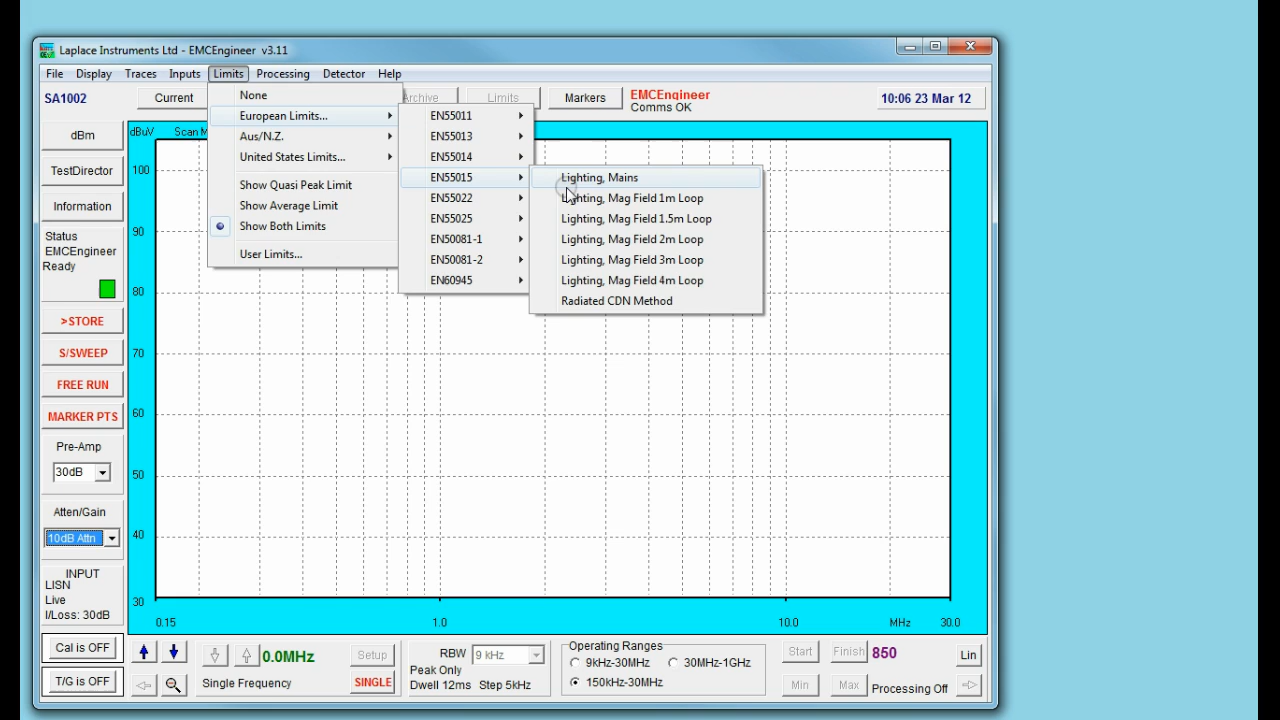 Laplace Instruments Ltd - EMCEngineer v3.11
File Display Traces Inputs Limits Processing Detector Help
SA1002 Current Archive Limits Markers EMCEngineer 10:06 23 Mar 12
Comms OK
None
European Limits...
Aus/N.Z.
United States Limits...
Show Quasi Peak Limit
Show Average Limit
Show Both Limits
User Limits...
EN55011
EN55013
EN55014
EN55015
EN55022
EN55025
EN50081-1
EN50081-2
EN60945
Lighting, Mains
Lighting, Mag Field 1m Loop
Lighting, Mag Field 1.5m Loop
Lighting, Mag Field 2m Loop
Lighting, Mag Field 3m Loop
Lighting, Mag Field 4m Loop
Radiated CDN Method
dBm
TestDirector
Information
Status
EMCEngineer
Ready
>STORE
S/SWEEP
FREE RUN
MARKER PTS
Pre-Amp
30dB
Atten/Gain
10dB Attn
INPUT
LISN
Live
I/Loss: 30dB
Cal is OFF
T/G is OFF
dBuV Scan M
100
90
80
70
60
50
40
30
0.15 1.0 10.0 MHz 30.0
0.0MHz Setup
Single Frequency SINGLE
RBW 9 kHz
Peak Only
Dwell 12ms Step 5kHz
Operating Ranges
9kHz-30MHz 30MHz-1GHz
150kHz-30MHz
Start Finish 850 Lin
Min Max Processing Off